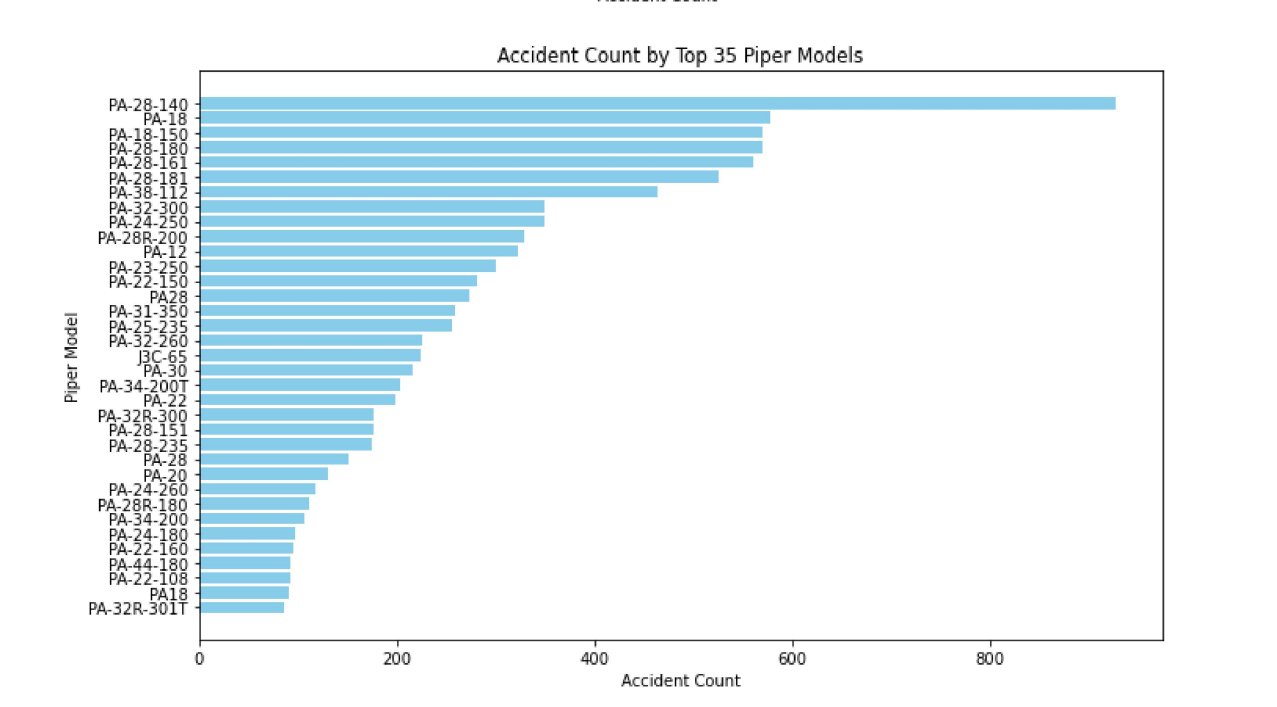 Accident Count
Accident Count by Top 35 Piper Models
PA-28-140
PA-18
PA-18-150
PA-28-180
PA-28-161
PA-28-181
PA-38-112
PA-32-300
PA-24-250
PA-28R-200
PA-12
PA-23-250
PA-22-150
PA28
PA-31-350
PA-25-235
PA-32-260
J3C-65
PA-30
PA-34-200T
PA-22
PA-32R-300
PA-28-151
PA-28-235
PA-28
PA-20
PA-24-260
PA-28R-180
PA-34-200
PA-24-180
PA-22-160
PA-44-180
PA-22-108
PA18
PA-32R-301T
Piper Model
0 200 400 600 800
Accident Count